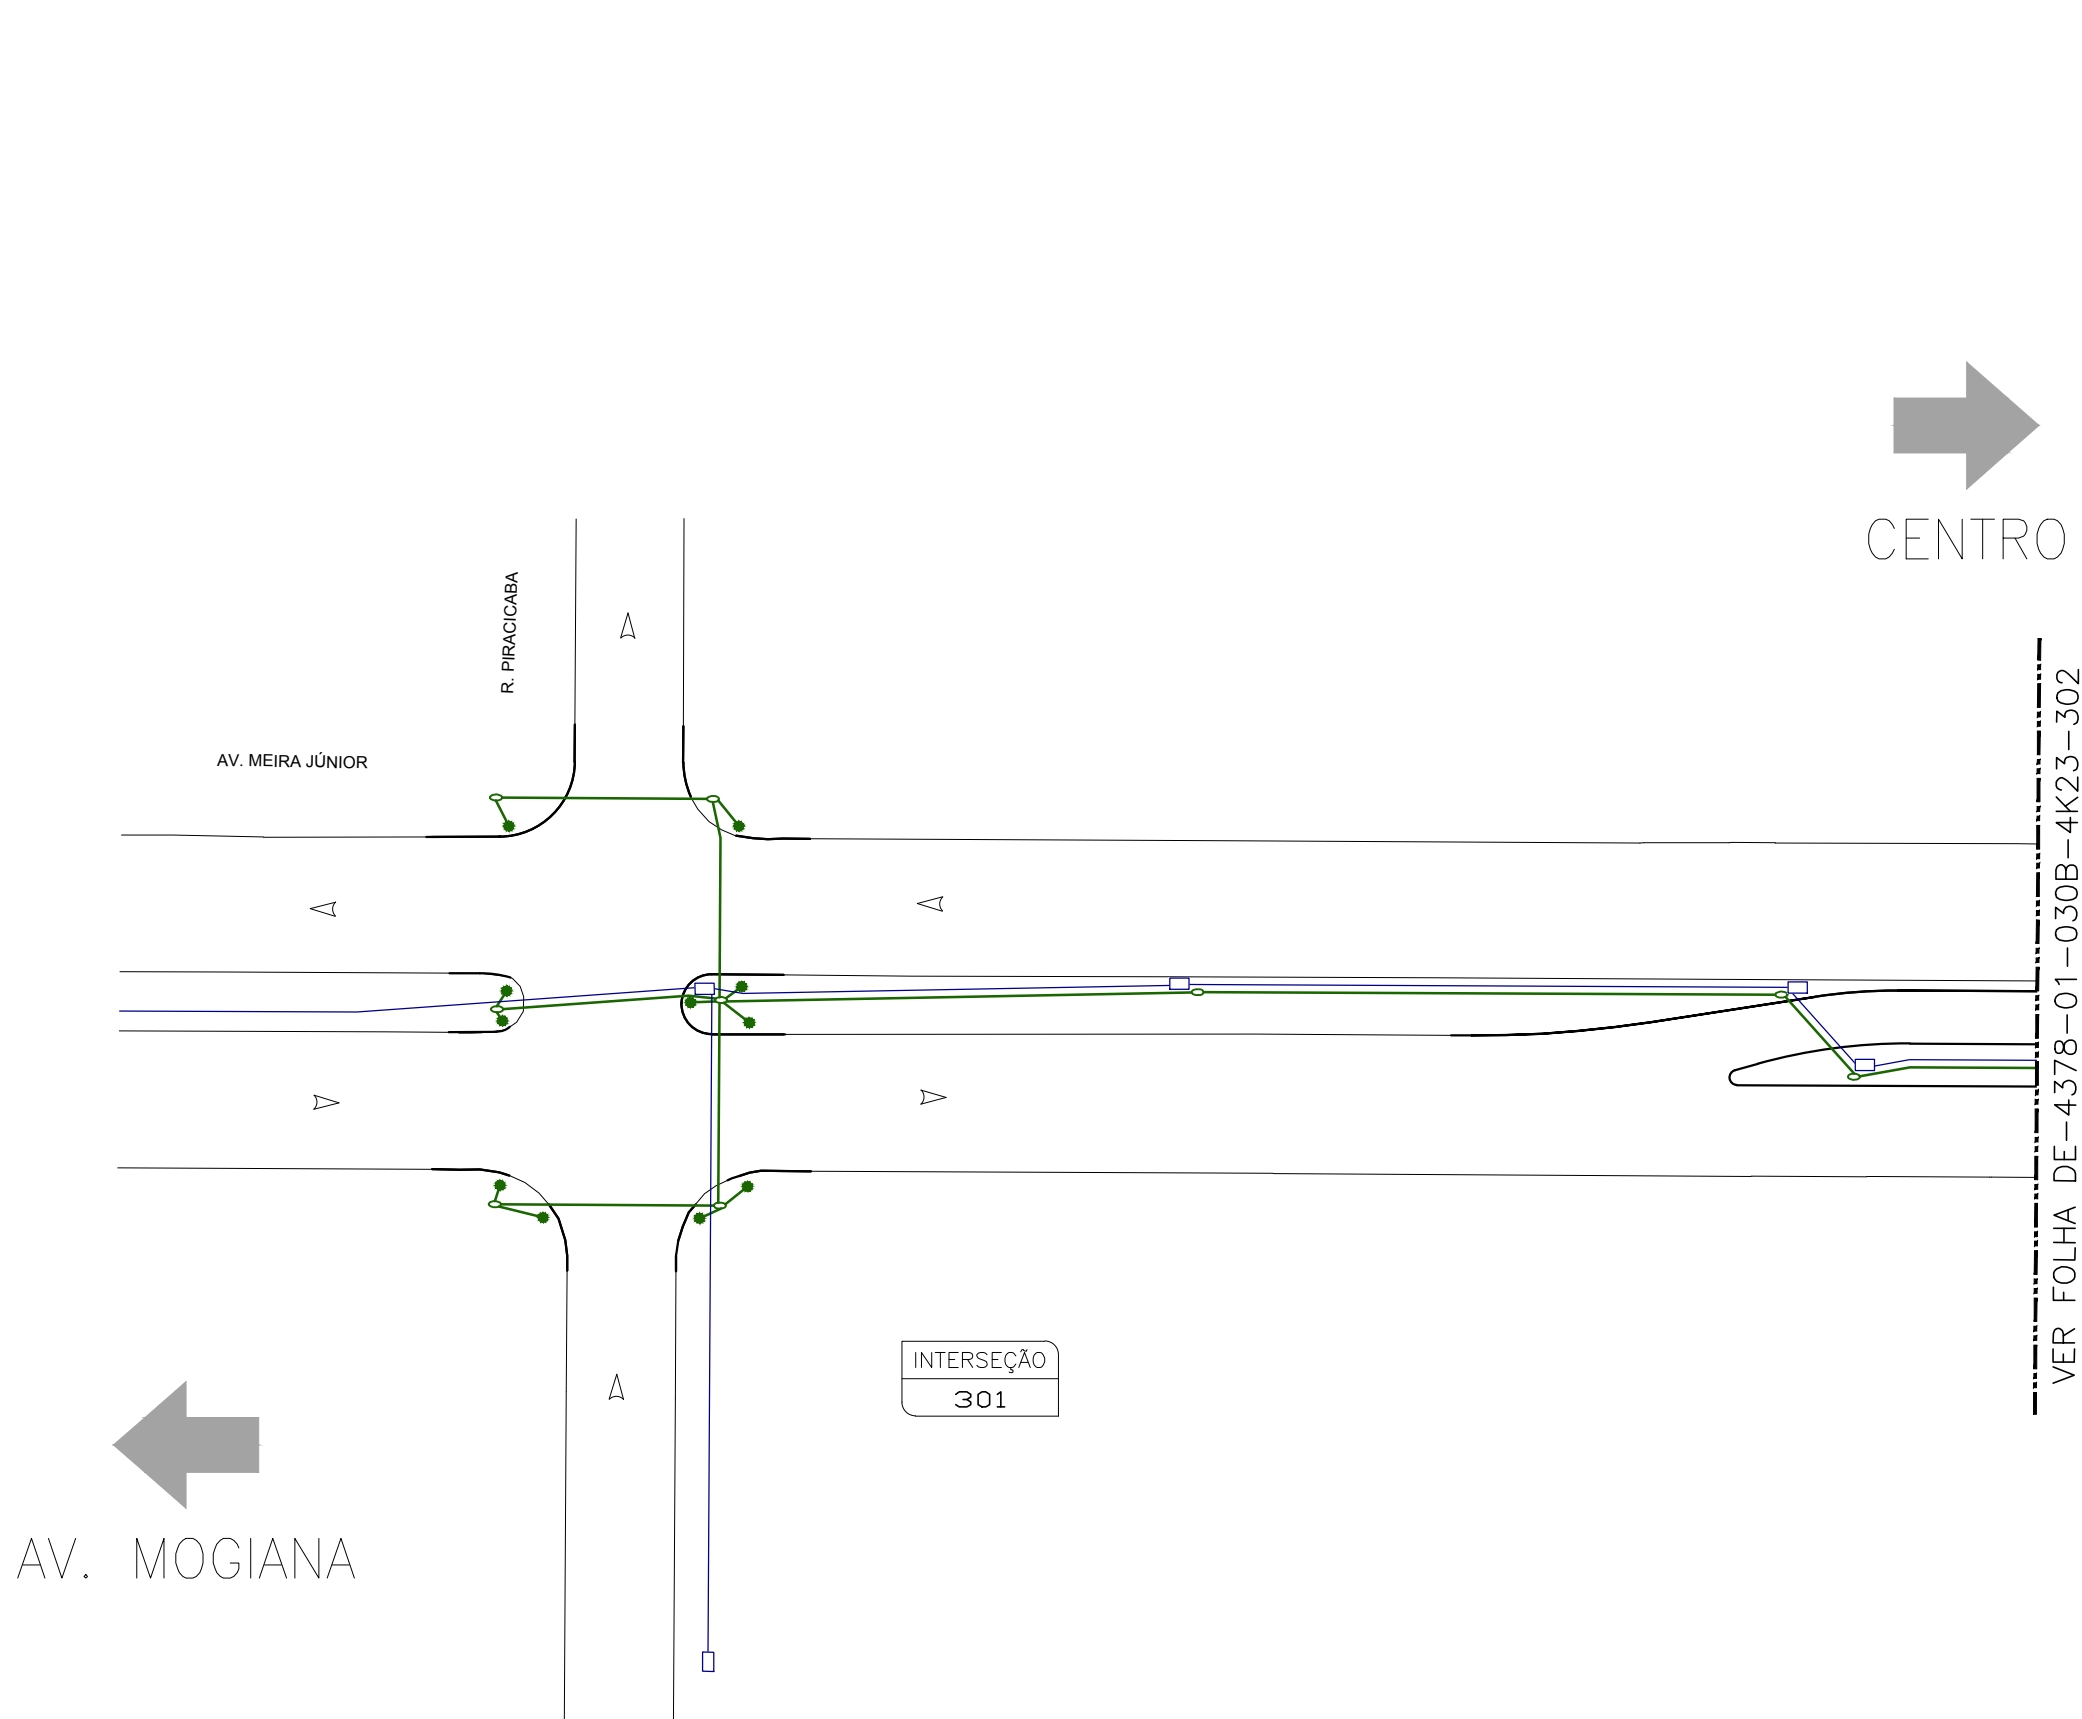 CENTRO
R. PIRACICABA
AV. MEIRA JÚNIOR
VER FOLHA DE-4378-01-030B-4K23-302
INTERSEÇÃO
301
AV. MOGIANA